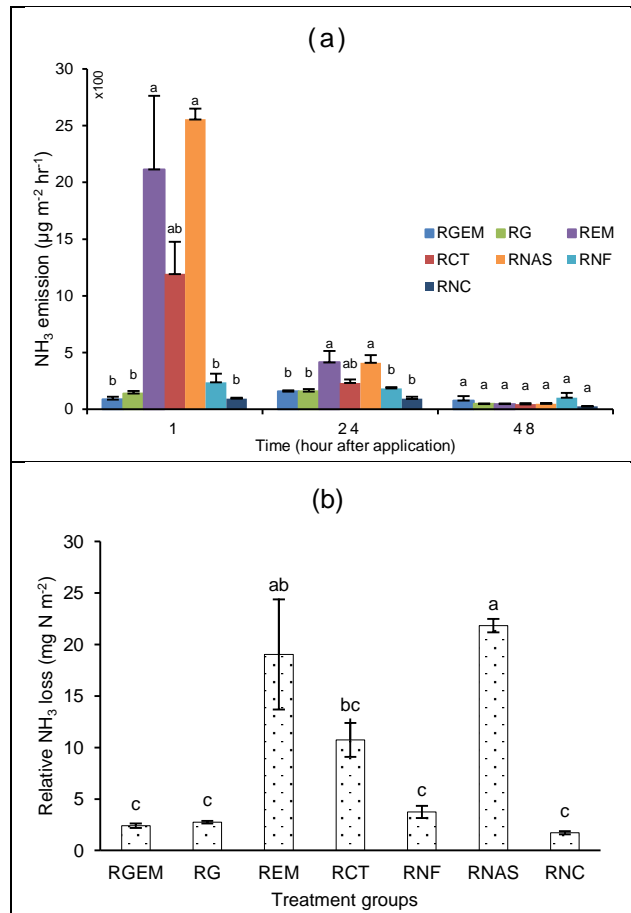 (a)
x100
NH₃ emission (µg m⁻² hr⁻¹)
30
25
20
15
10
5
0
b b a ab a b b
b b a ab a b b
a a a a a a a
RGEM RG REM
RCT RNAS RNF
RNC
1 24 48
Time (hour after application)
(b)
Relative NH₃ loss (mg N m⁻²)
30
25
20
15
10
5
0
c c ab bc c a c
RGEM RG REM RCT RNF RNAS RNC
Treatment groups